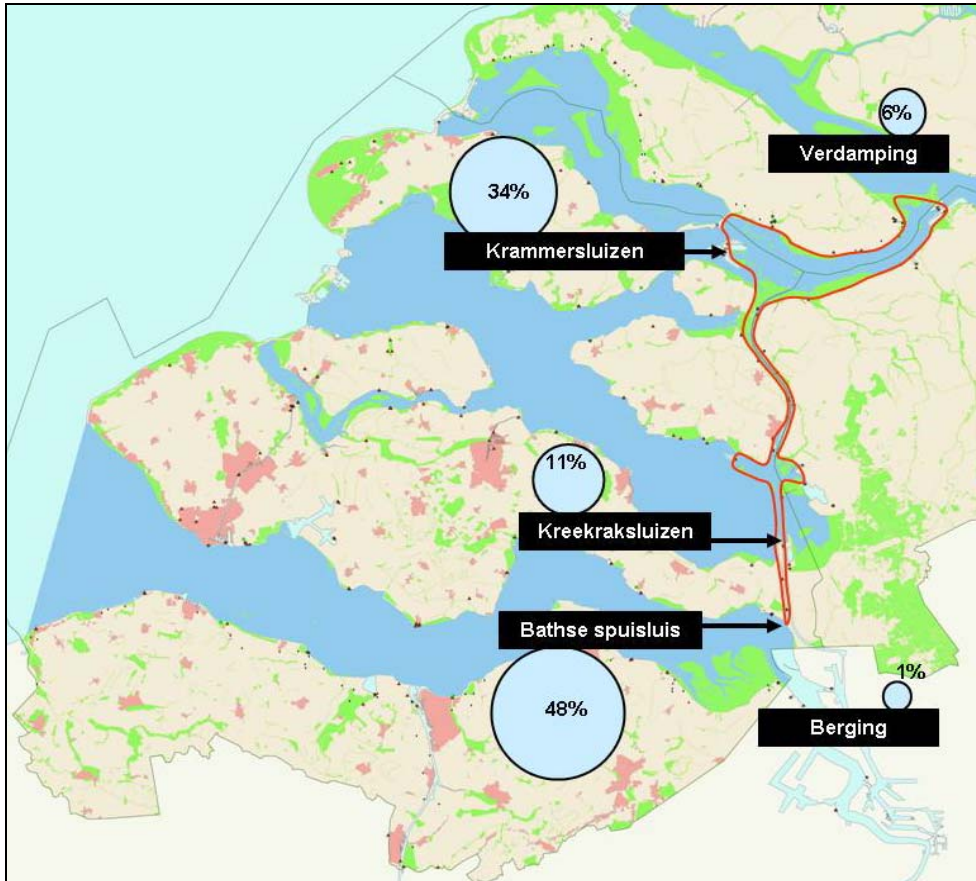 6%
Verdamping
34%
Krammersluizen
11%
Kreekraksluizen
Bathse spuisluis
48%
1%
Berging